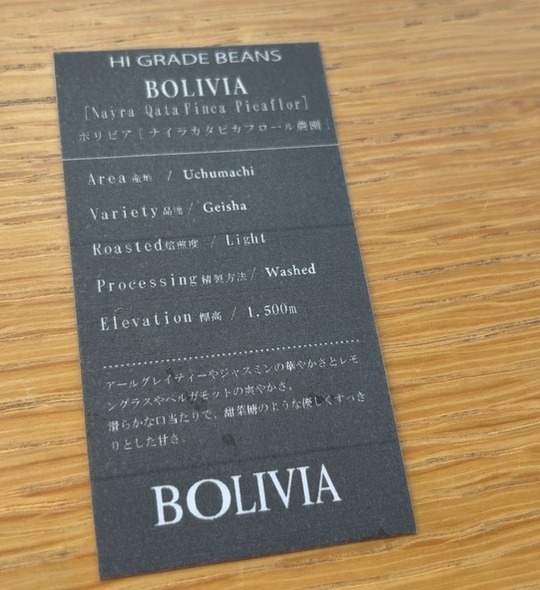 HI GRADE BEANS
BOLIVIA
[Nayra Qata Finca Picaflor]
ボリビア [ ナイラカタピカフロール農園 ]
Area 産地 / Uchumachi
Variety 品種 / Geisha
Roasted 焙煎度 / Light
Processing 精製方法 / Washed
Elevation 標高 / 1,500m
アールグレイティーやジャスミンの華やかさとレモ
ングラスやベルガモットの爽やかさ。
滑らかな口当たりで、甜菜糖のような優しくすっき
りとした甘さ。
BOLIVIA